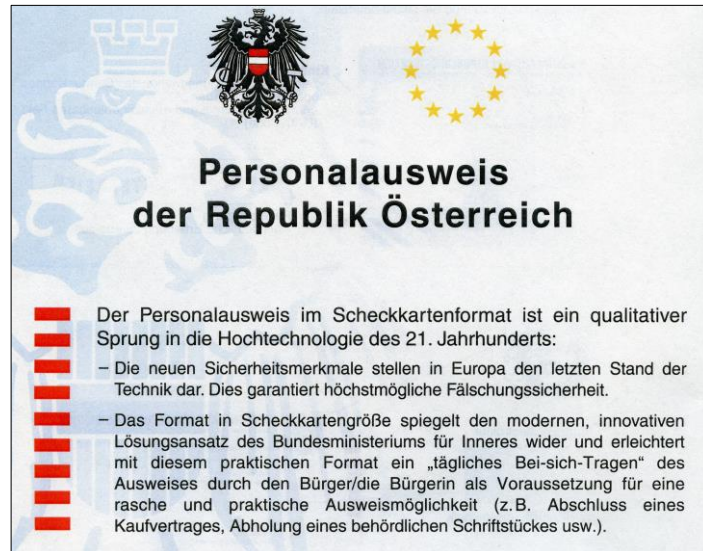 Personalausweis
der Republik Österreich
Der Personalausweis im Scheckkartenformat ist ein qualitativer
Sprung in die Hochtechnologie des 21. Jahrhunderts:
– Die neuen Sicherheitsmerkmale stellen in Europa den letzten Stand der
Technik dar. Dies garantiert höchstmögliche Fälschungssicherheit.
– Das Format in Scheckkartengröße spiegelt den modernen, innovativen
Lösungsansatz des Bundesministeriums für Inneres wider und erleichtert
mit diesem praktischen Format ein „tägliches Bei-sich-Tragen“ des
Ausweises durch den Bürger/die Bürgerin als Voraussetzung für eine
rasche und praktische Ausweismöglichkeit (z.B. Abschluss eines
Kaufvertrages, Abholung eines behördlichen Schriftstückes usw.).